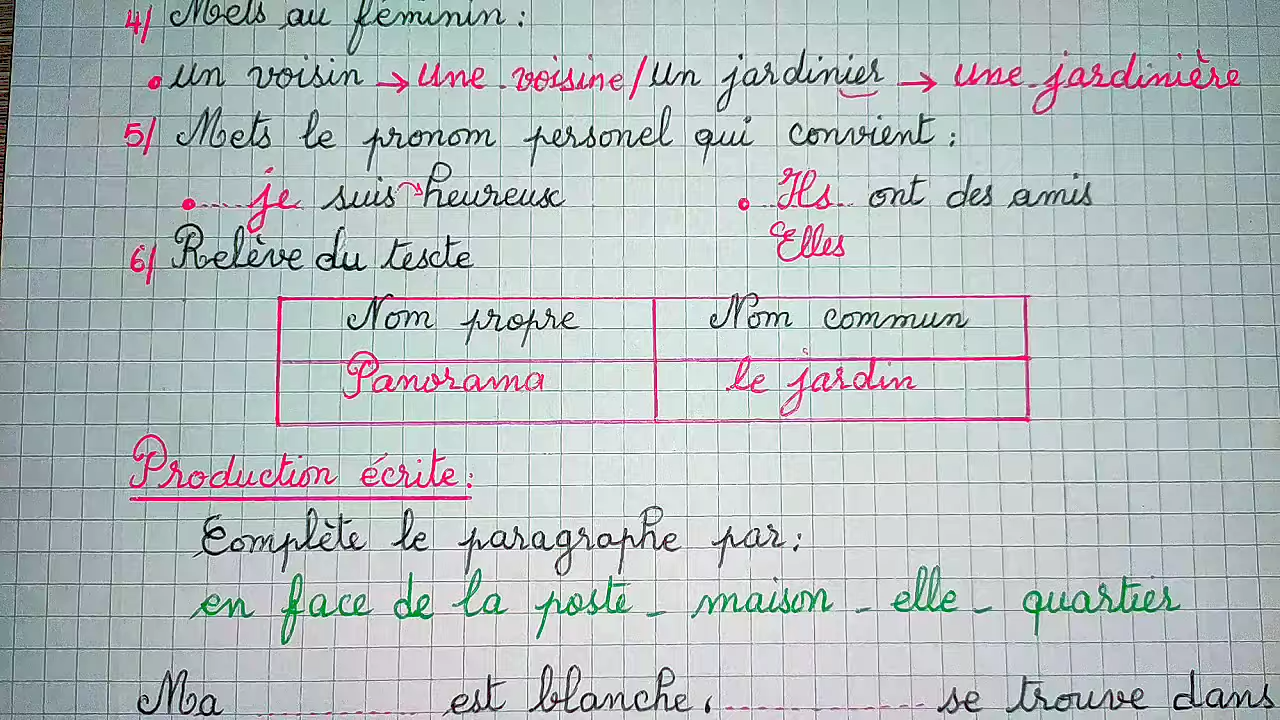 4/ Mets au féminin :
• un voisin → une voisine / un jardinier → une jardinière
5/ Mets le pronom personel qui convient :
• ..... je suis heureux • Ils ont des amis
Elles
6/ Relève du texte
Nom propre Nom commun
Panorama le jardin
Production écrite :
Complète le paragraphe par :
en face de la poste - maison - elle - quartier
Ma .......... est blanche, .......... se trouve dans